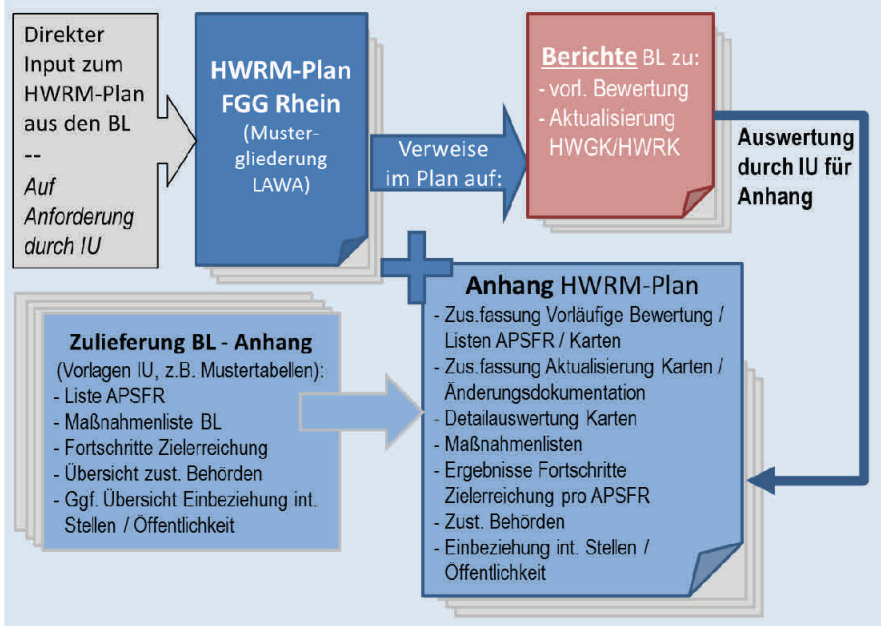 Direkter
Input zum
HWRM-Plan
aus den BL
--
Auf
Anforderung
durch IU
HWRM-Plan
FGG Rhein
(Muster-
gliederung
LAWA)
Verweise
im Plan auf:
Berichte BL zu:
- vorl. Bewertung
- Aktualisierung
HWGK/HWRK
Auswertung
durch IU für
Anhang
Zulieferung BL - Anhang
(Vorlagen IU, z.B. Mustertabellen):
- Liste APSFR
- Maßnahmenliste BL
- Fortschritte Zielerreichung
- Übersicht zust. Behörden
- Ggf. Übersicht Einbeziehung int.
Stellen / Öffentlichkeit
Anhang HWRM-Plan
- Zus.fassung Vorläufige Bewertung /
Listen APSFR / Karten
- Zus.fassung Aktualisierung Karten /
Änderungsdokumentation
- Detailauswertung Karten
- Maßnahmenlisten
- Ergebnisse Fortschritte
Zielerreichung pro APSFR
- Zust. Behörden
- Einbeziehung int. Stellen /
Öffentlichkeit